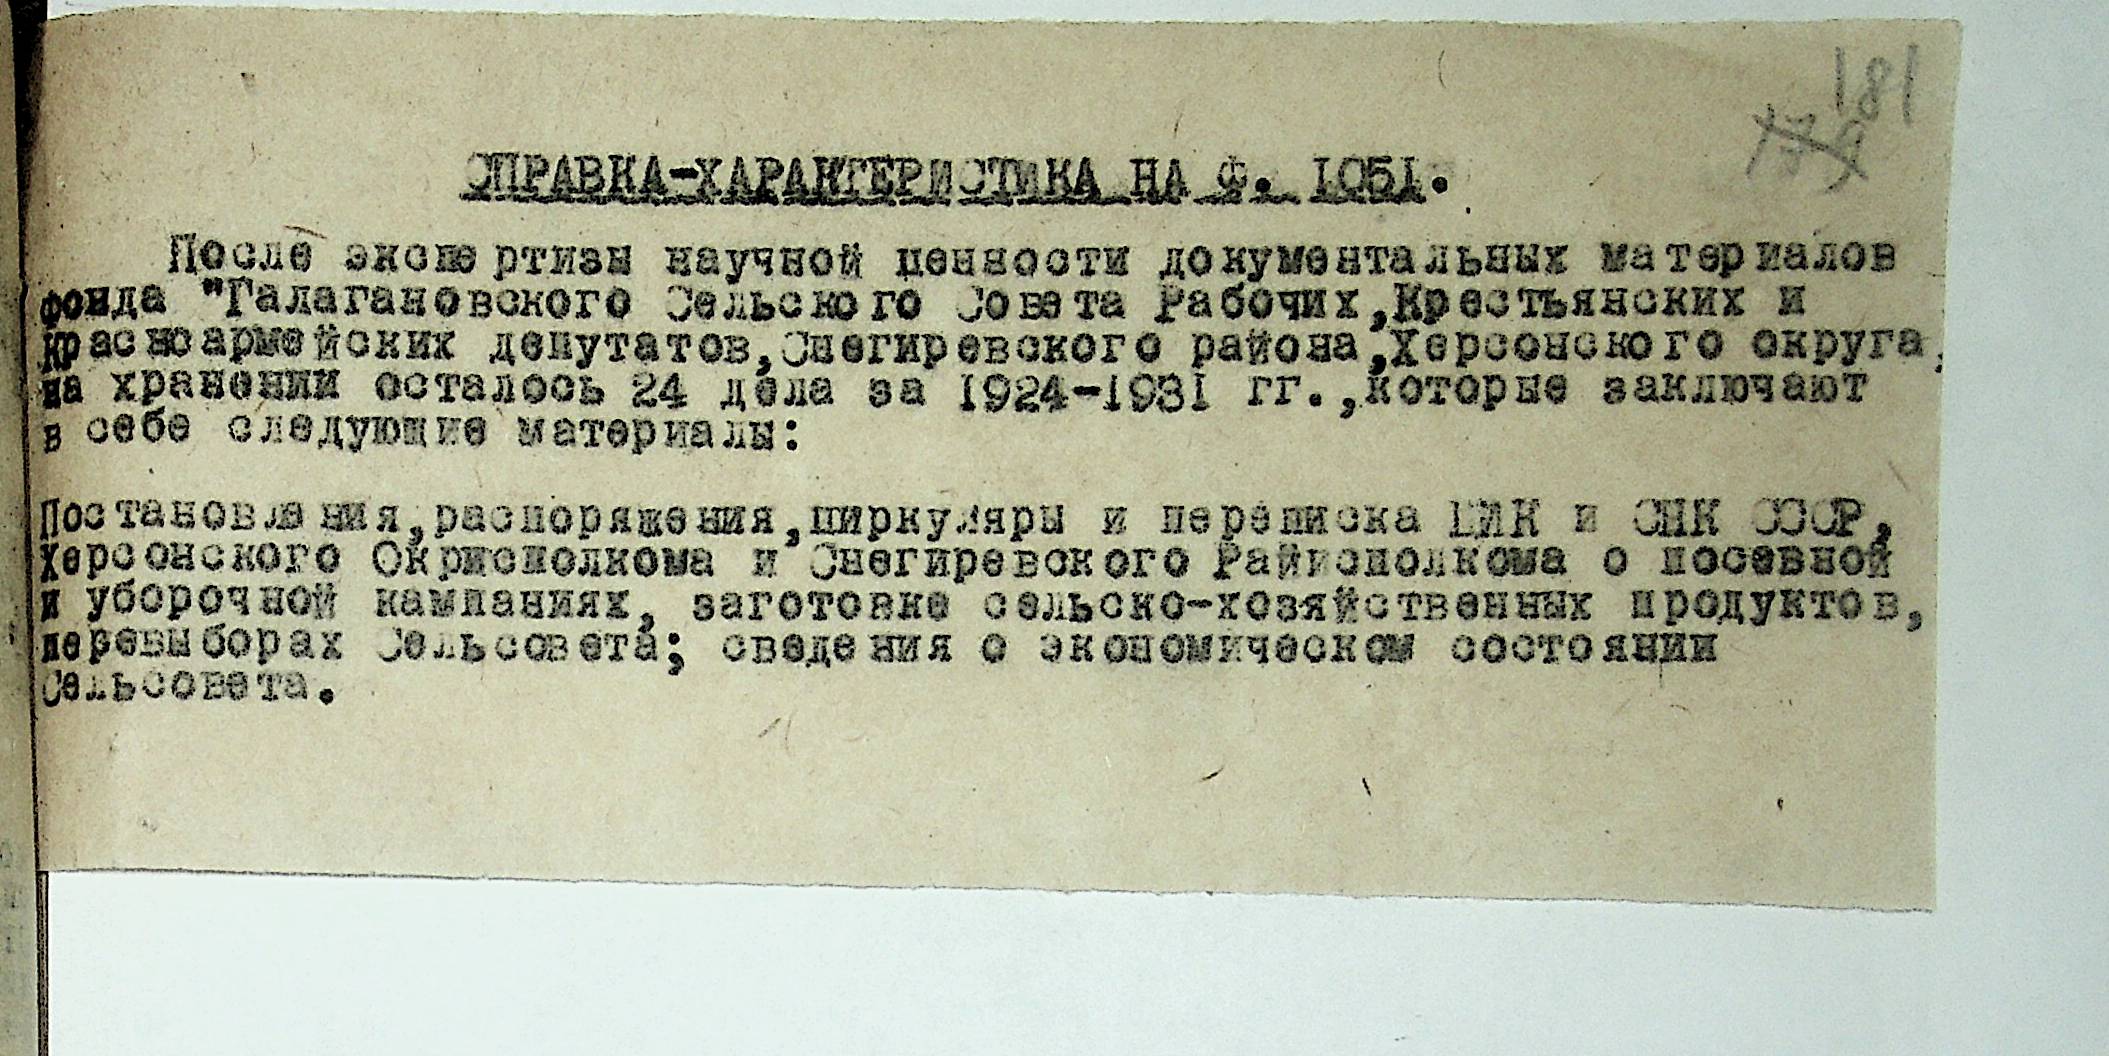 181
СПРАВКА-ХАРАКТЕРИСТИКА НА Ф. 1051.
После экспертизы научной ценности документальных материалов
фонда "Галагановского Сельского Совета Рабочих,Крестьянских и
Красноармейских депутатов,Снегиревского района,Херсонского округа,
на хранении осталось 24 дела за 1924-1931 гг.,которые заключают
в себе следующие материалы:
Постановления,распоряжения,циркуляры и переписка ЦИК и СНК СССР,
Херсонского Окрисполкома и Снегиревского Райисполкома о посевной
и уборочной кампаниях, заготовке сельско-хозяйственных продуктов,
перевыборах Сельсовета; сведения о экономическом состоянии
Сельсовета.